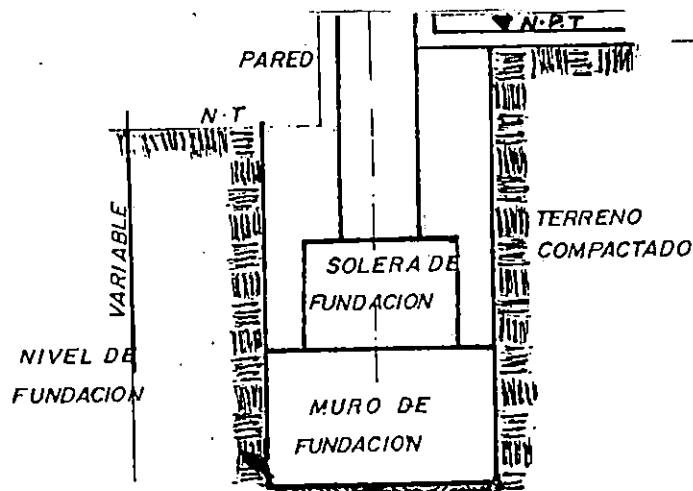 N.P.T
PARED
N.T
VARIABLE
TERRENO
COMPACTADO
SOLERA DE
FUNDACION
NIVEL DE
FUNDACION
MURO DE
FUNDACION